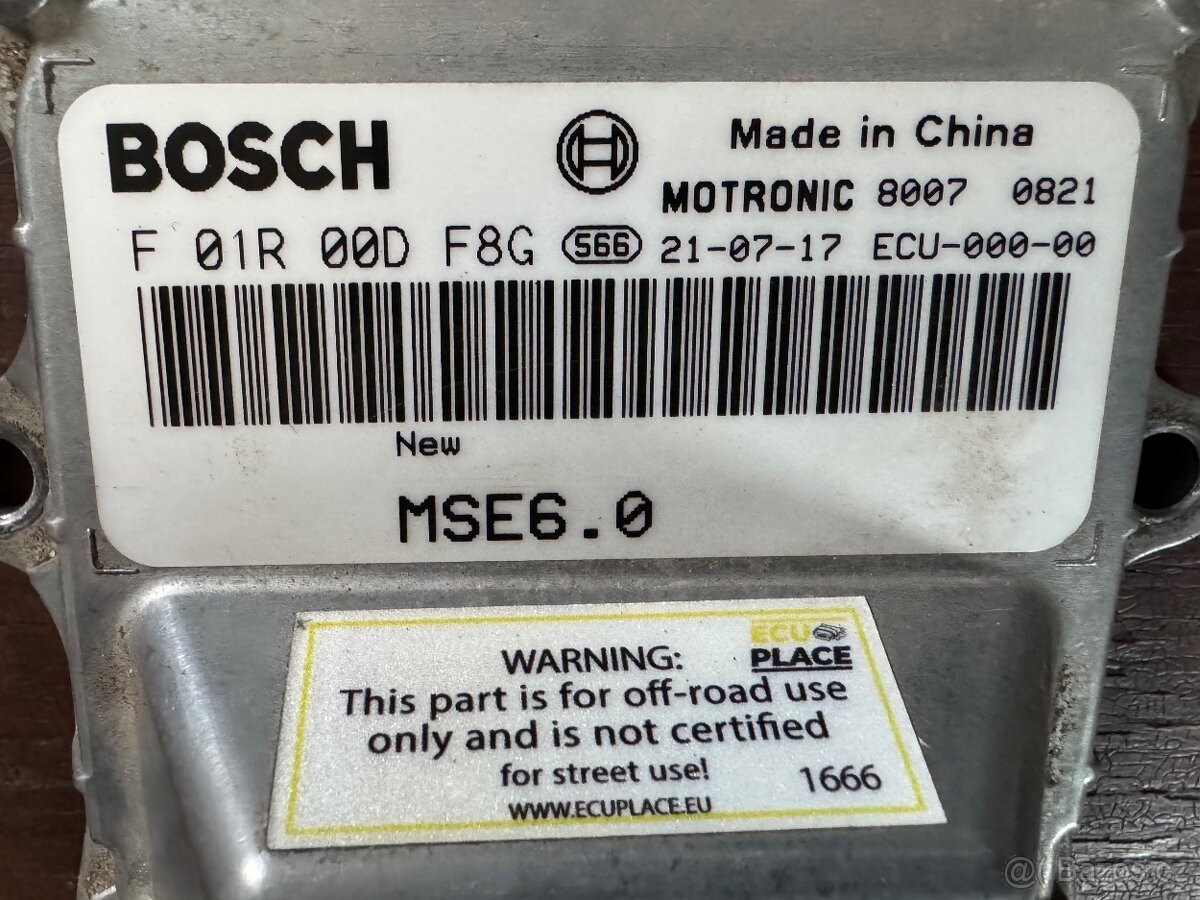 BOSCH
Made in China
MOTRONIC 8007 0821
F 01R 00D F8G 566 21-07-17 ECU-000-00
New
MSE6.0
ECU PLACE
WARNING:
This part is for off-road use
only and is not certified
for street use!
1666
WWW.ECUPLACE.EU
@ Bazos.cz